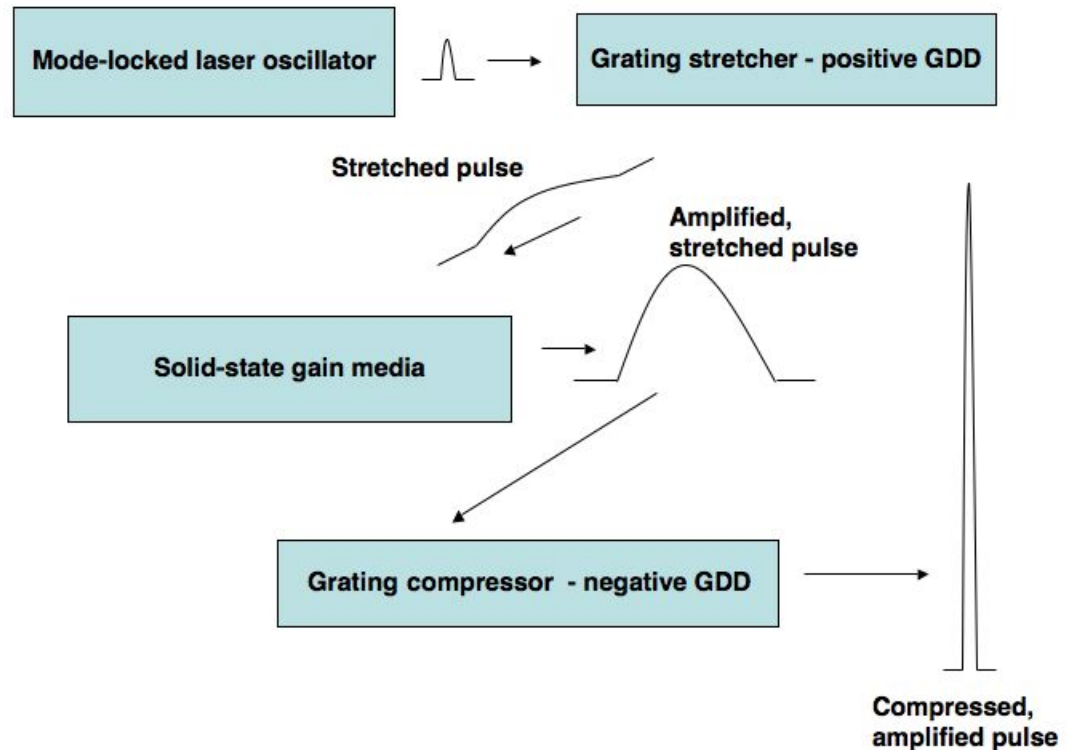 Mode-locked laser oscillator
Grating stretcher - positive GDD
Stretched pulse
Amplified,
stretched pulse
Solid-state gain media
Grating compressor - negative GDD
Compressed,
amplified pulse